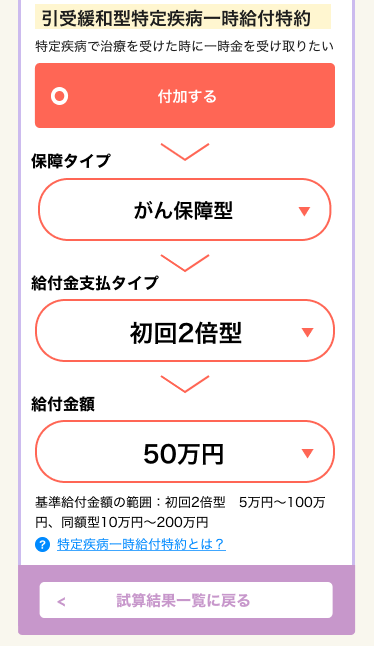 引受緩和型特定疾病一時給付特約
特定疾病で治療を受けた時に一時金を受け取りたい
付加する
保障タイプ
がん保障型
給付金支払タイプ
初回2倍型
給付金額
50万円
基準給付金額の範囲：初回2倍型　5万円〜100万
円、同額型10万円〜200万円
? 特定疾病一時給付特約とは？
< 試算結果一覧に戻る